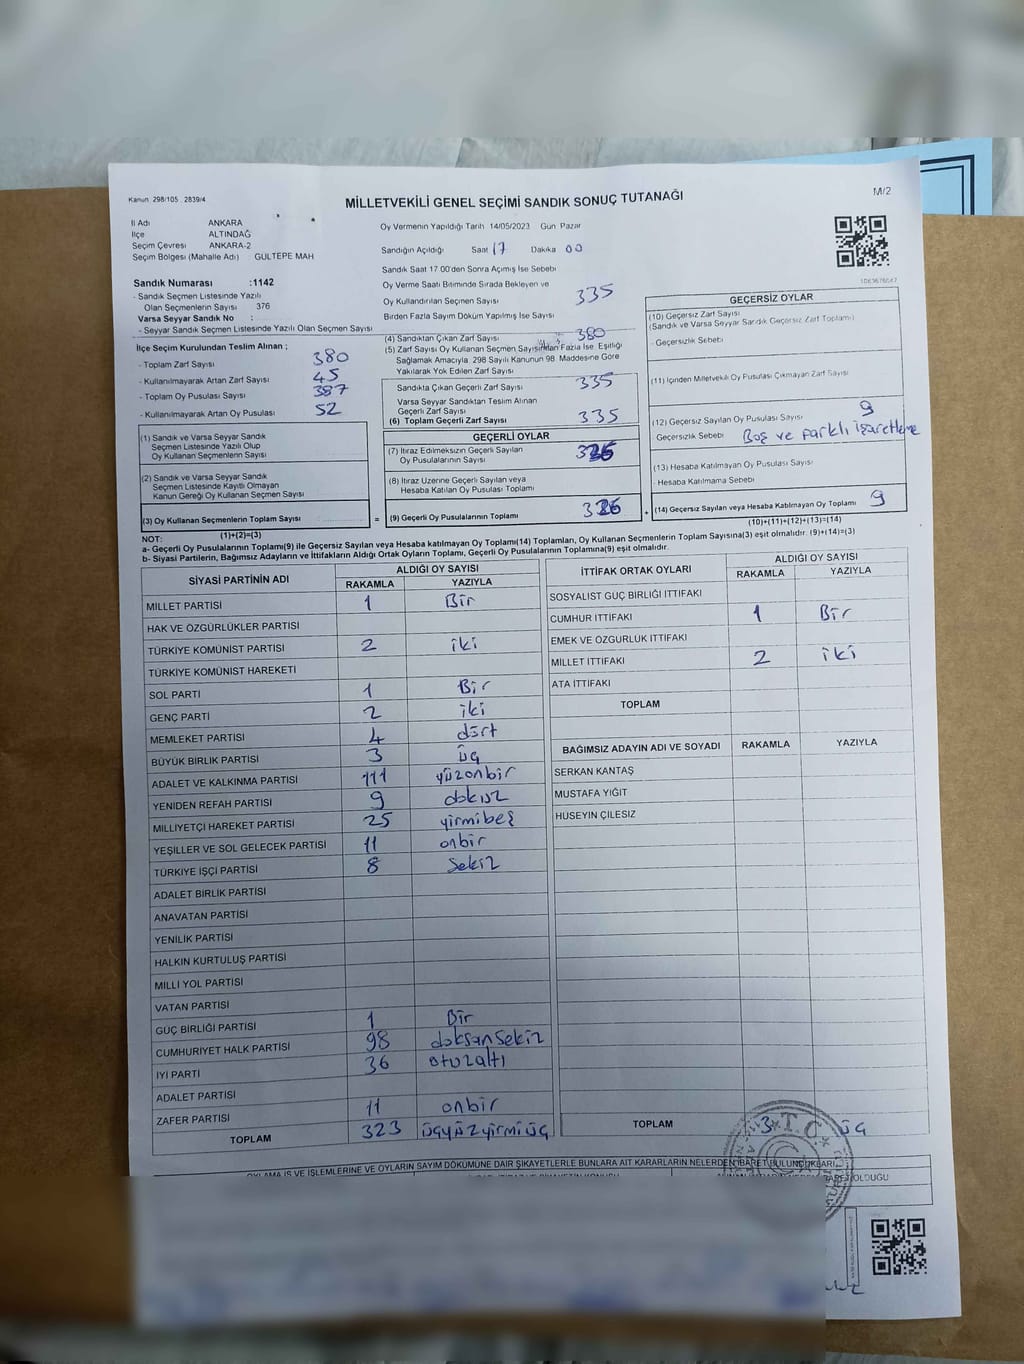 Kanun 298/105 . 2839/4
MİLLETVEKİLİ GENEL SEÇİMİ SANDIK SONUÇ TUTANAĞI
M/2
İl Adı ANKARA
İlçe ALTINDAĞ
Seçim Çevresi ANKARA-2
Seçim Bölgesi (Mahalle Adı) GÜLTEPE MAH
Oy Vermenin Yapıldığı Tarih 14/05/2023 Gün Pazar
Sandığın Açıldığı Saat 17 Dakika 00
Sandık Saat 17 00'den Sonra Açımış İse Sebebi
Oy Verme Saati Bitiminde Sırada Bekleyen ve
Oy Kullandırılan Seçmen Sayısı 335
Birden Fazla Sayım Döküm Yapılmış İse Sayısı
Sandık Numarası :1142
- Sandık Seçmen Listesinde Yazılı
Olan Seçmenlerin Sayısı 376
Varsa Seyyar Sandık No :
- Seyyar Sandık Seçmen Listesinde Yazılı Olan Seçmen Sayısı
İlçe Seçim Kurulundan Teslim Alınan ;
- Toplam Zarf Sayısı 380
- Kullanılmayarak Artan Zarf Sayısı 45
- Toplam Oy Pusulası Sayısı 387
- Kullanılmayarak Artan Oy Pusulası 52
(4) Sandıktan Çıkan Zarf Sayısı 380
(5) Zarf Sayısı Oy Kullanan Seçmen Sayısından Fazla İse, Eşitliği
Sağlamak Amacıyla, 298 Sayılı Kanunun 98. Maddesine Göre
Yakılarak Yok Edilen Zarf Sayısı
Sandıkta Çıkan Geçerli Zarf Sayısı 335
Varsa Seyyar Sandıktan Teslim Alınan
Geçerli Zarf Sayısı
(6) Toplam Geçerli Zarf Sayısı 335
GEÇERLİ OYLAR
(7) İtiraz Edilmeksizin Geçerli Sayılan
Oy Pusulalarının Sayısı 326
(8) İtiraz Üzerine Geçerli Sayılan veya
Hesaba Katılan Oy Pusulası Toplamı
(9) Geçerli Oy Pusulalarının Toplamı 326
GEÇERSİZ OYLAR
(10) Geçersiz Zarf Sayısı
(Sandık ve Varsa Seyyar Sandık Geçersiz Zarf Toplamı)
- Geçersizlik Sebebi
(11) İçinden Milletvekili Oy Pusulası Çıkmayan Zarf Sayısı
(12) Geçersiz Sayılan Oy Pusulası Sayısı 9
Geçersizlik Sebebi Boş ve Farklı İşaretleme
(13) Hesaba Katılmayan Oy Pusulası Sayısı
- Hesaba Katılmama Sebebi
(14) Geçersiz Sayılan veya Hesaba Katılmayan Oy Toplamı 9
(10)+(11)+(12)+(13)=(14)
(1) Sandık ve Varsa Seyyar Sandık
Seçmen Listesinde Yazılı Olup
Oy Kullanan Seçmenlerin Sayısı
(2) Sandık ve Varsa Seyyar Sandık
Seçmen Listesinde Kayıtlı Olmayan
Kanun Gereği Oy Kullanan Seçmen Sayısı
(3) Oy Kullanan Seçmenlerin Toplam Sayısı = +
(1)+(2)=(3)
NOT:
a- Geçerli Oy Pusulalarının Toplamı(9) ile Geçersiz Sayılan veya Hesaba katılmayan Oy Toplamı(14) Toplamları, Oy Kullanan Seçmenlerin Toplam Sayısına(3) eşit olmalıdır. (9)+(14)=(3)
b- Siyasi Partilerin, Bağımsız Adayların ve İttifakların Aldığı Ortak Oyların Toplamı, Geçerli Oy Pusulalarının Toplamına(9) eşit olmalıdır.
SİYASİ PARTİNİN ADI ALDIĞI OY SAYISI
RAKAMLA YAZIYLA
MİLLET PARTİSİ 1 Bir
HAK VE ÖZGÜRLÜKLER PARTİSİ
TÜRKİYE KOMÜNİST PARTİSİ 2 iki
TÜRKİYE KOMÜNİST HAREKETİ
SOL PARTİ 1 Bir
GENÇ PARTİ 2 iki
MEMLEKET PARTİSİ 4 dört
BÜYÜK BİRLİK PARTİSİ 3 üç
ADALET VE KALKINMA PARTİSİ 111 yüzonbir
YENİDEN REFAH PARTİSİ 9 dokuz
MİLLİYETÇİ HAREKET PARTİSİ 25 yirmibeş
YEŞİLLER VE SOL GELECEK PARTİSİ 11 onbir
TÜRKİYE İŞÇİ PARTİSİ 8 Sekiz
ADALET BİRLİK PARTİSİ
ANAVATAN PARTİSİ
YENİLİK PARTİSİ
HALKIN KURTULUŞ PARTİSİ
MİLLİ YOL PARTİSİ
VATAN PARTİSİ
GÜÇ BİRLİĞİ PARTİSİ 1 Bir
CUMHURİYET HALK PARTİSİ 98 doksansekiz
İYİ PARTİ 36 otuzaltı
ADALET PARTİSİ
ZAFER PARTİSİ 11 onbir
TOPLAM 323 üçyüzyirmiüç
İTTİFAK ORTAK OYLARI ALDIĞI OY SAYISI
RAKAMLA YAZIYLA
SOSYALİST GÜÇ BİRLİĞİ İTTİFAKI
CUMHUR İTTİFAKI 1 Bir
EMEK VE ÖZGÜRLÜK İTTİFAKI
MİLLET İTTİFAKI 2 iki
ATA İTTİFAKI
TOPLAM
BAĞIMSIZ ADAYIN ADI VE SOYADI RAKAMLA YAZIYLA
SERKAN KANTAŞ
MUSTAFA YİĞİT
HÜSEYİN ÇİLESİZ
TOPLAM 3 üç
T.C.
OYLAMA İŞ VE İŞLEMLERİNE VE OYLARIN SAYIM DÖKÜMÜNE DAİR ŞİKAYETLERLE BUNLARA AİT KARARLARIN NELERDEN İBARET BULUNDUKLARI